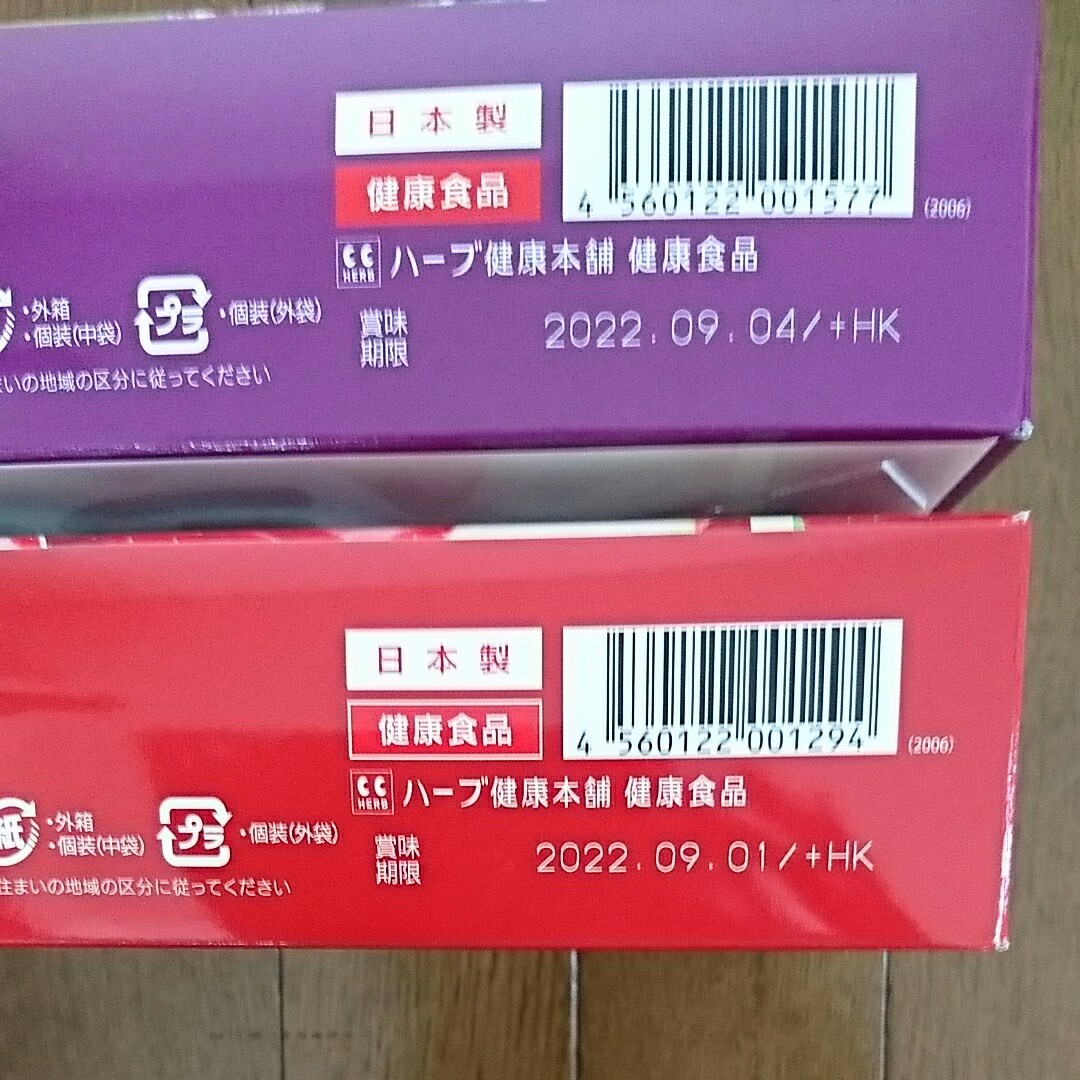 日本製
健康食品
4 560122 001577
(2006)
HERB
ハーブ健康本舗 健康食品
・外箱
・個装(中袋)
プラ
・個装(外袋)
賞味
期限
2022.09.04/+HK
まいの地域の区分に従ってください
日本製
健康食品
4 560122 001294
(2006)
HERB
ハーブ健康本舗 健康食品
紙
・外箱
・個装(中袋)
プラ
・個装(外袋)
賞味
期限
2022.09.01/+HK
住まいの地域の区分に従ってください